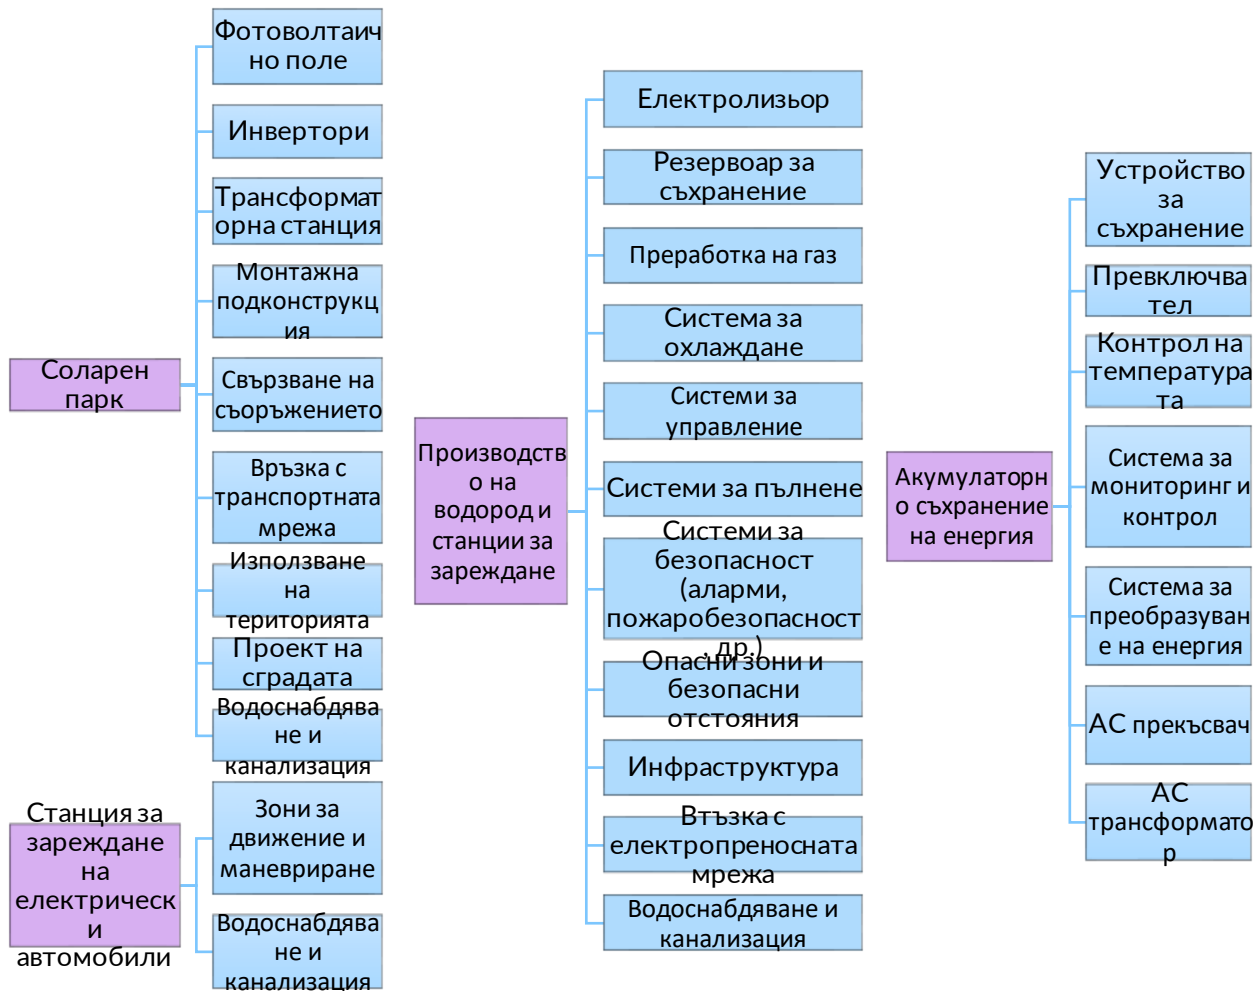 Фотоволтаич
но поле
Инвертори
Трансформат
орна станция
Монтажна
подконструкц
ия
Соларен
парк
Свързване на
съоръжението
Връзка с
транспортната
мрежа
Използване
на
територията
Проект на
сградата
Водоснабдява
не и
канализация
Станция за
зареждане
на
електрическ
и
автомобили
Зони за
движение и
маневриране
Водоснабдява
не и
канализация
Производств
о на
водород и
станции за
зареждане
Електролизьор
Резервоар за
съхранение
Преработка на газ
Система за
охлаждане
Системи за
управление
Системи за пълнене
Системи за
безопасност
(аларми,
пожаробезопасност
, др.)
Опасни зони и
безопасни
отстояния
Инфраструктура
Втъзка с
електропреносната
мрежа
Водоснабдяване и
канализация
Акумулаторн
о съхранение
на енергия
Устройство
за
съхранение
Превключва
тел
Контрол на
температура
та
Система за
мониторинг и
контрол
Система за
преобразуван
е на енергия
АС прекъсвач
АС
трансформато
р